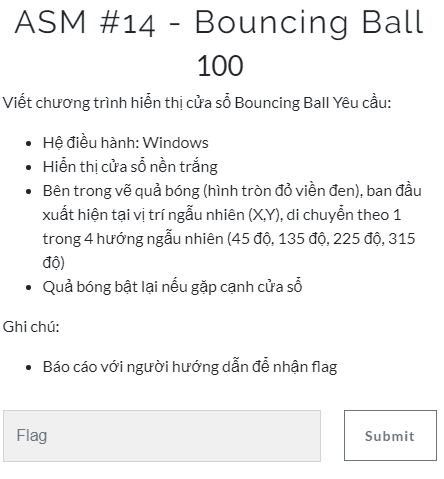 ASM #14 - Bouncing Ball
100
Viết chương trình hiển thị cửa sổ Bouncing Ball Yêu cầu:
Hệ điều hành: Windows
Hiển thị cửa sổ nền trắng
Bên trong vẽ quả bóng (hình tròn đỏ viền đen), ban đầu
xuất hiện tại vị trí ngẫu nhiên (X,Y), di chuyển theo 1
trong 4 hướng ngẫu nhiên (45 độ, 135 độ, 225 độ, 315
độ)
Quả bóng bật lại nếu gặp cạnh cửa sổ
Ghi chú:
Báo cáo với người hướng dẫn để nhận flag
Flag
Submit